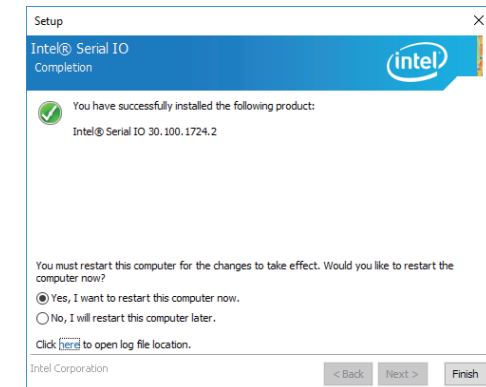 Setup
Intel® Serial IO
Completion
intel
You have successfully installed the following product:
Intel® Serial IO 30.100.1724.2
You must restart this computer for the changes to take effect. Would you like to restart the
computer now?
Yes, I want to restart this computer now.
No, I will restart this computer later.
Click here to open log file location.
Intel Corporation
< Back Next > Finish